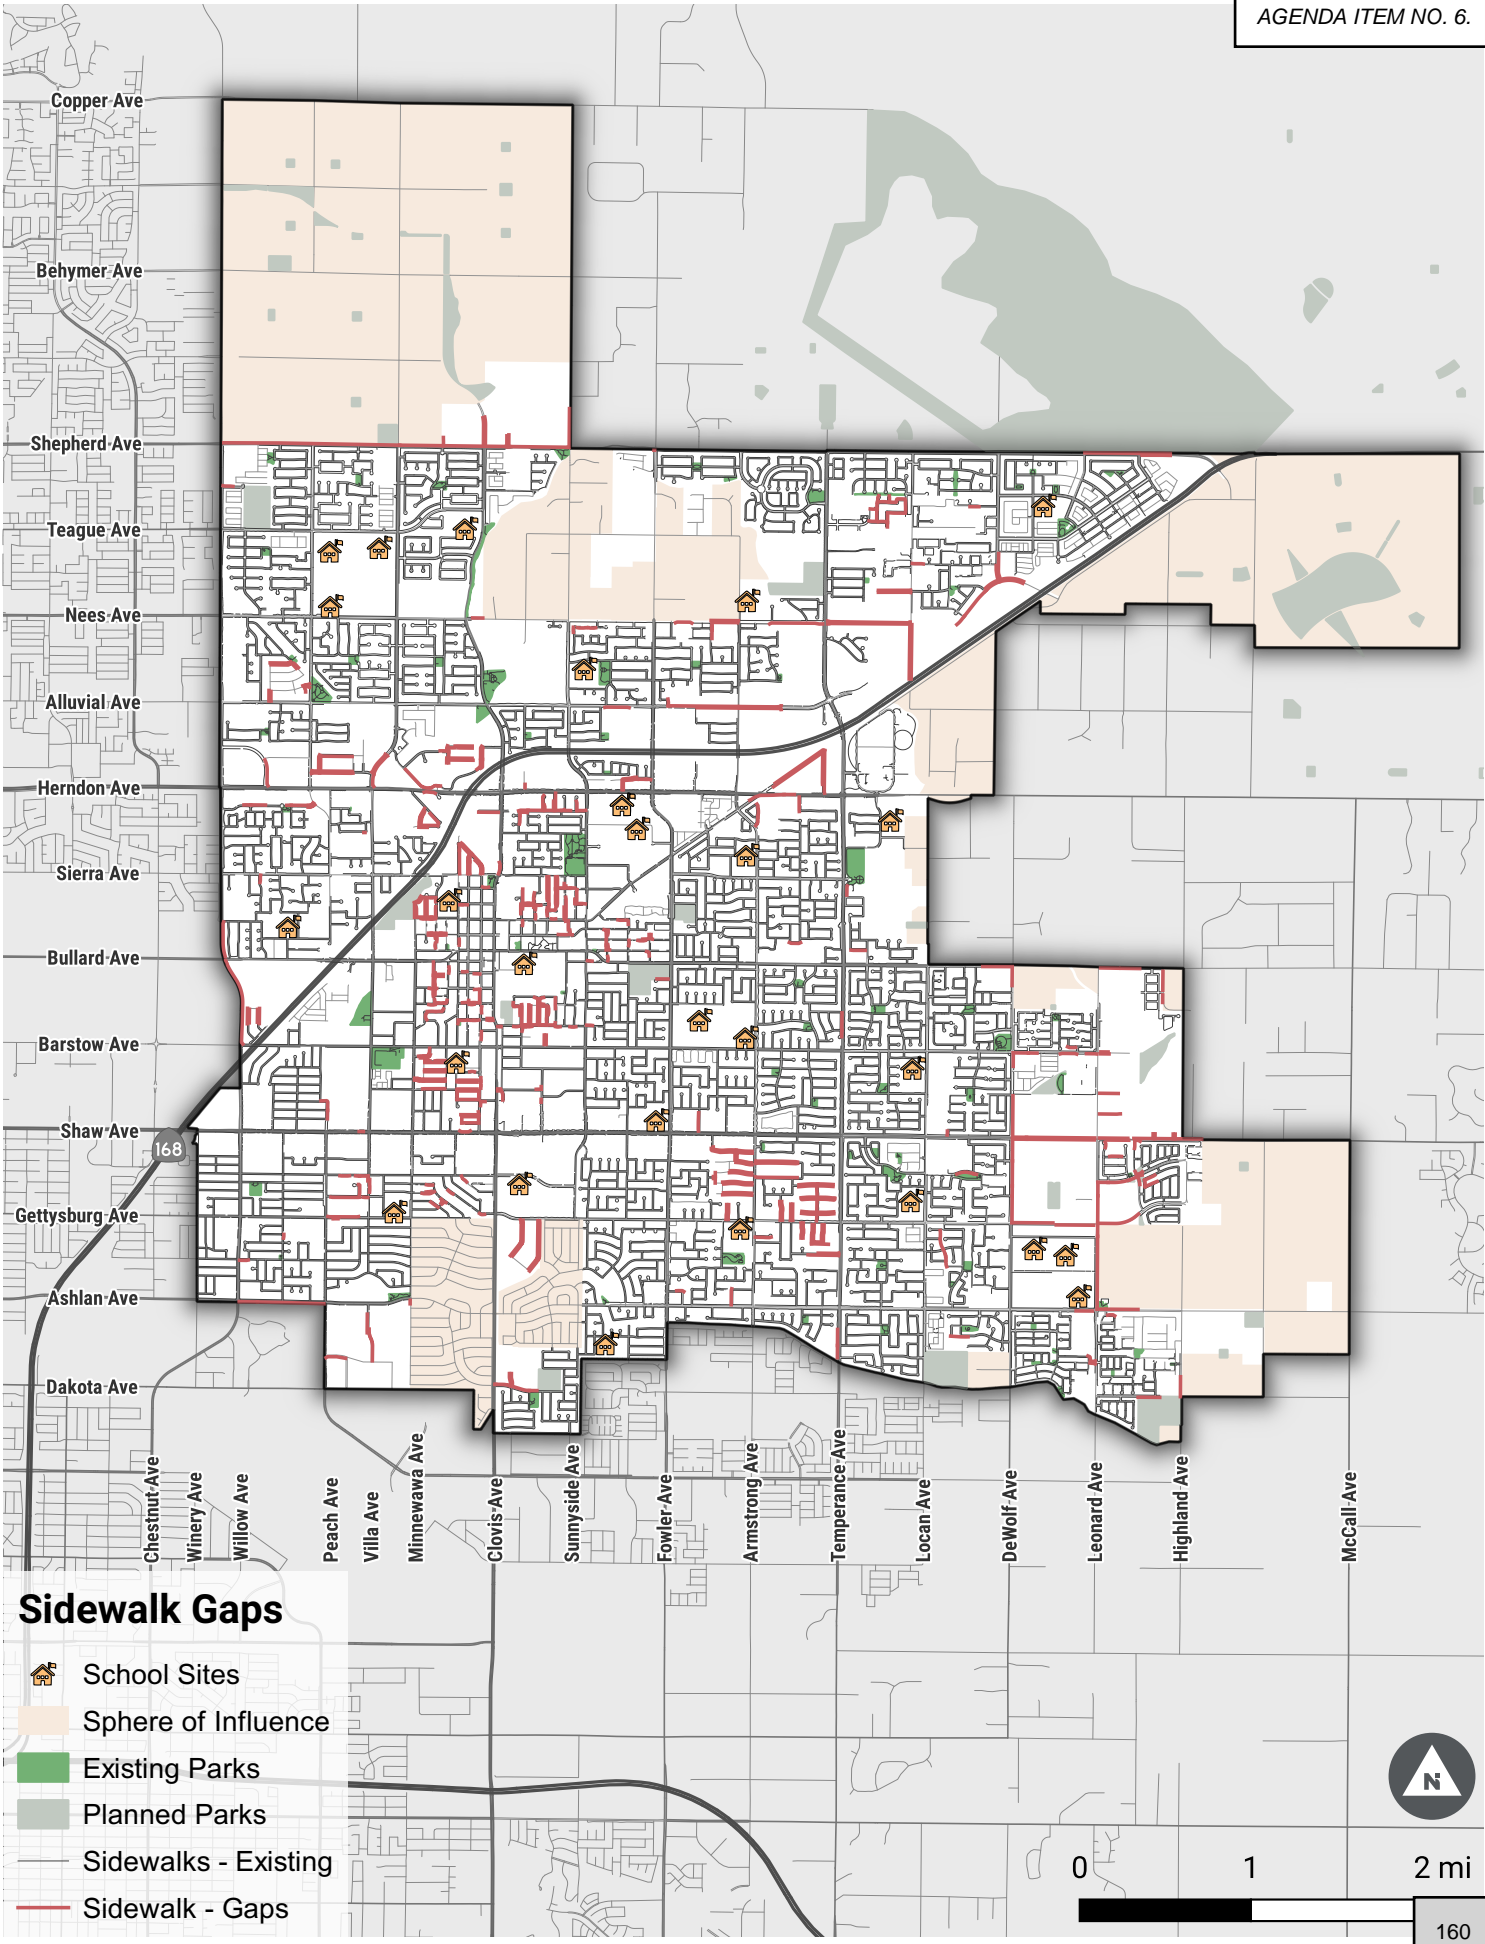 AGENDA ITEM NO. 6.
Copper Ave
Behymer Ave
Shepherd Ave
Teague Ave
Nees Ave
Alluvial Ave
Herndon Ave
Sierra Ave
Bullard Ave
Barstow Ave
Shaw Ave
168
Gettysburg Ave
Ashlan Ave
Dakota Ave
Chestnut Ave
Winery Ave
Willow Ave
Peach Ave
Villa Ave
Minnewawa Ave
Clovis Ave
Sunnyside Ave
Fowler Ave
Armstrong Ave
Temperance Ave
Locan Ave
DeWolf Ave
Leonard Ave
Highland Ave
McCall Ave
Sidewalk Gaps
School Sites
Sphere of Influence
Existing Parks
Planned Parks
Sidewalks - Existing
Sidewalk - Gaps
N
0 1 2 mi
160